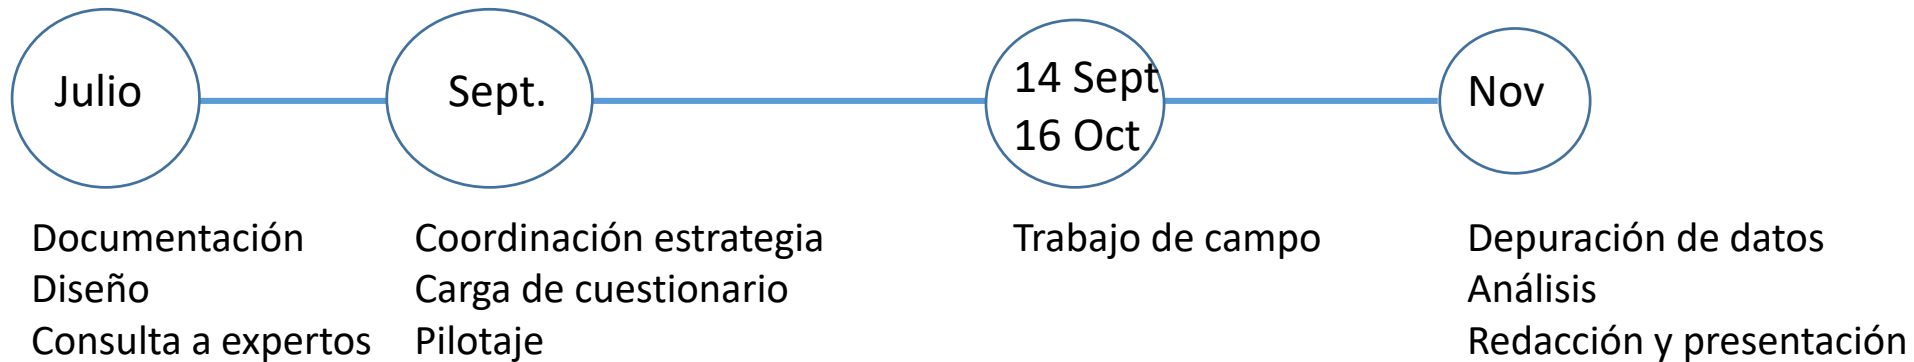 Julio
Sept.
14 Sept
16 Oct
Nov
Documentación
Diseño
Consulta a expertos
Coordinación estrategia
Carga de cuestionario
Pilotaje
Trabajo de campo
Depuración de datos
Análisis
Redacción y presentación